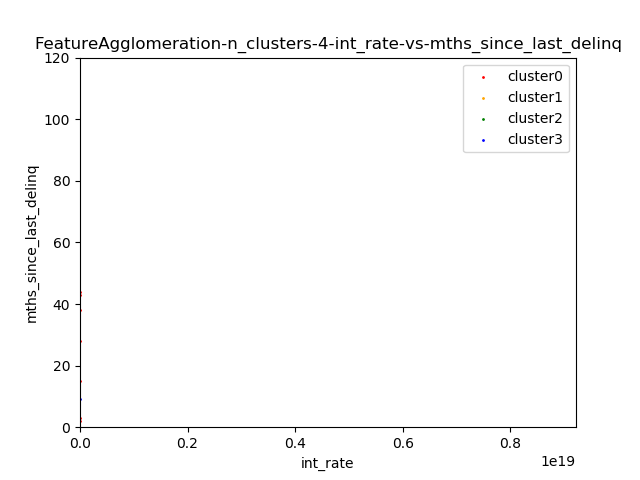 FeatureAgglomeration-n_clusters-4-int_rate-vs-mths_since_last_delinq
cluster0
cluster1
cluster2
cluster3
mths_since_last_delinq
120
100
80
60
40
20
0
0.0 0.2 0.4 0.6 0.8
1e19
int_rate